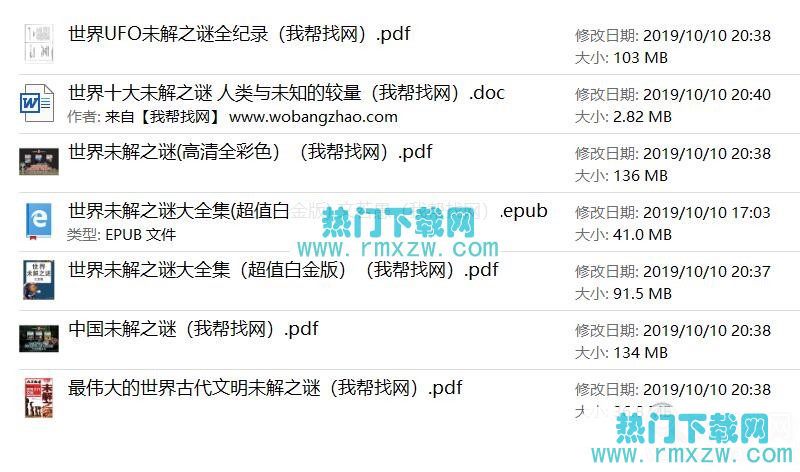 世界UFO未解之谜全纪录（我帮找网）.pdf
修改日期: 2019/10/10 20:38
大小: 103 MB
世界十大未解之谜 人类与未知的较量（我帮找网）.doc
修改日期: 2019/10/10 20:40
作者: 来自【我帮找网】 www.wobangzhao.com
大小: 2.82 MB
世界未解之谜(高清全彩色）（我帮找网）.pdf
修改日期: 2019/10/10 20:38
大小: 136 MB
世界未解之谜大全集(超值白
.epub
修改日期: 2019/10/10 17:03
类型: EPUB 文件
大小: 41.0 MB
热门下载网
www.rmxzw.com
世界未解之谜大全集（超值白金版）（我帮找网）.pdf
修改日期: 2019/10/10 20:37
大小: 91.5 MB
世界
未解之谜
中国未解之谜（我帮找网）.pdf
修改日期: 2019/10/10 20:38
大小: 134 MB
最伟大的世界古代文明未解之谜（我帮找网）.pdf
修改日期: 2019/10/10 20:38
未解
之谜
热门下载网
www.rmxzw.com